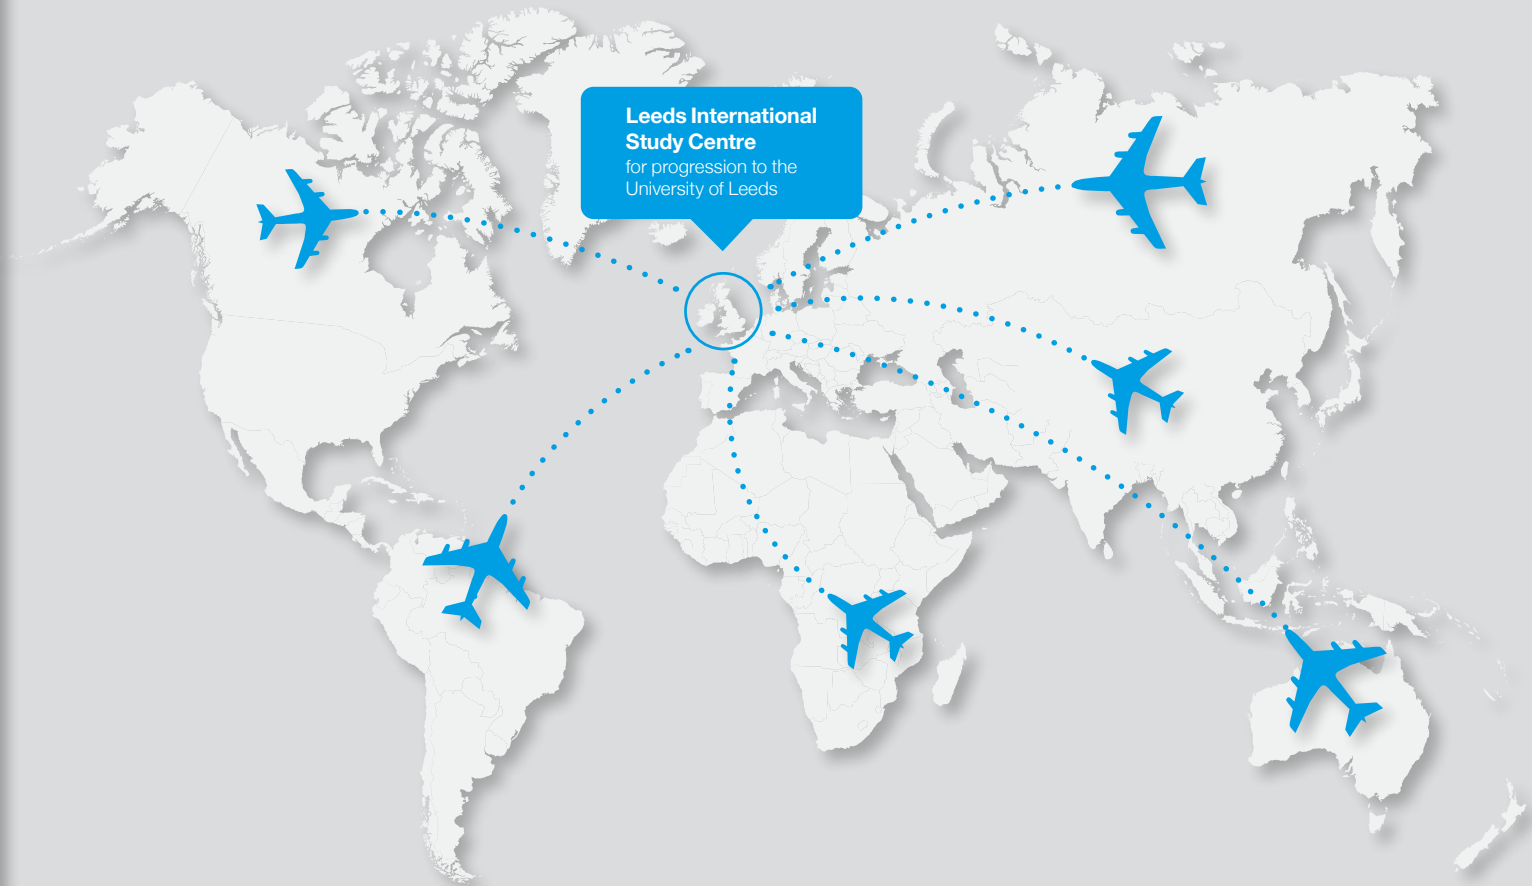 Leeds International
Study Centre
for progression to the
University of Leeds